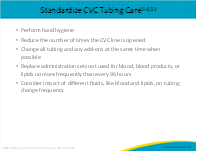 Standardize CVC Tubing Care
Perform hand hygiene
Reduce the number of times the CVC line is opened
Change all tubing and any add-ons at the same time when
possible
Replace administration sets not used for blood, blood products, or
lipids no more frequently than every 96 hours
Consider impact of different fluids, like blood and lipids, on tubing
change frequency